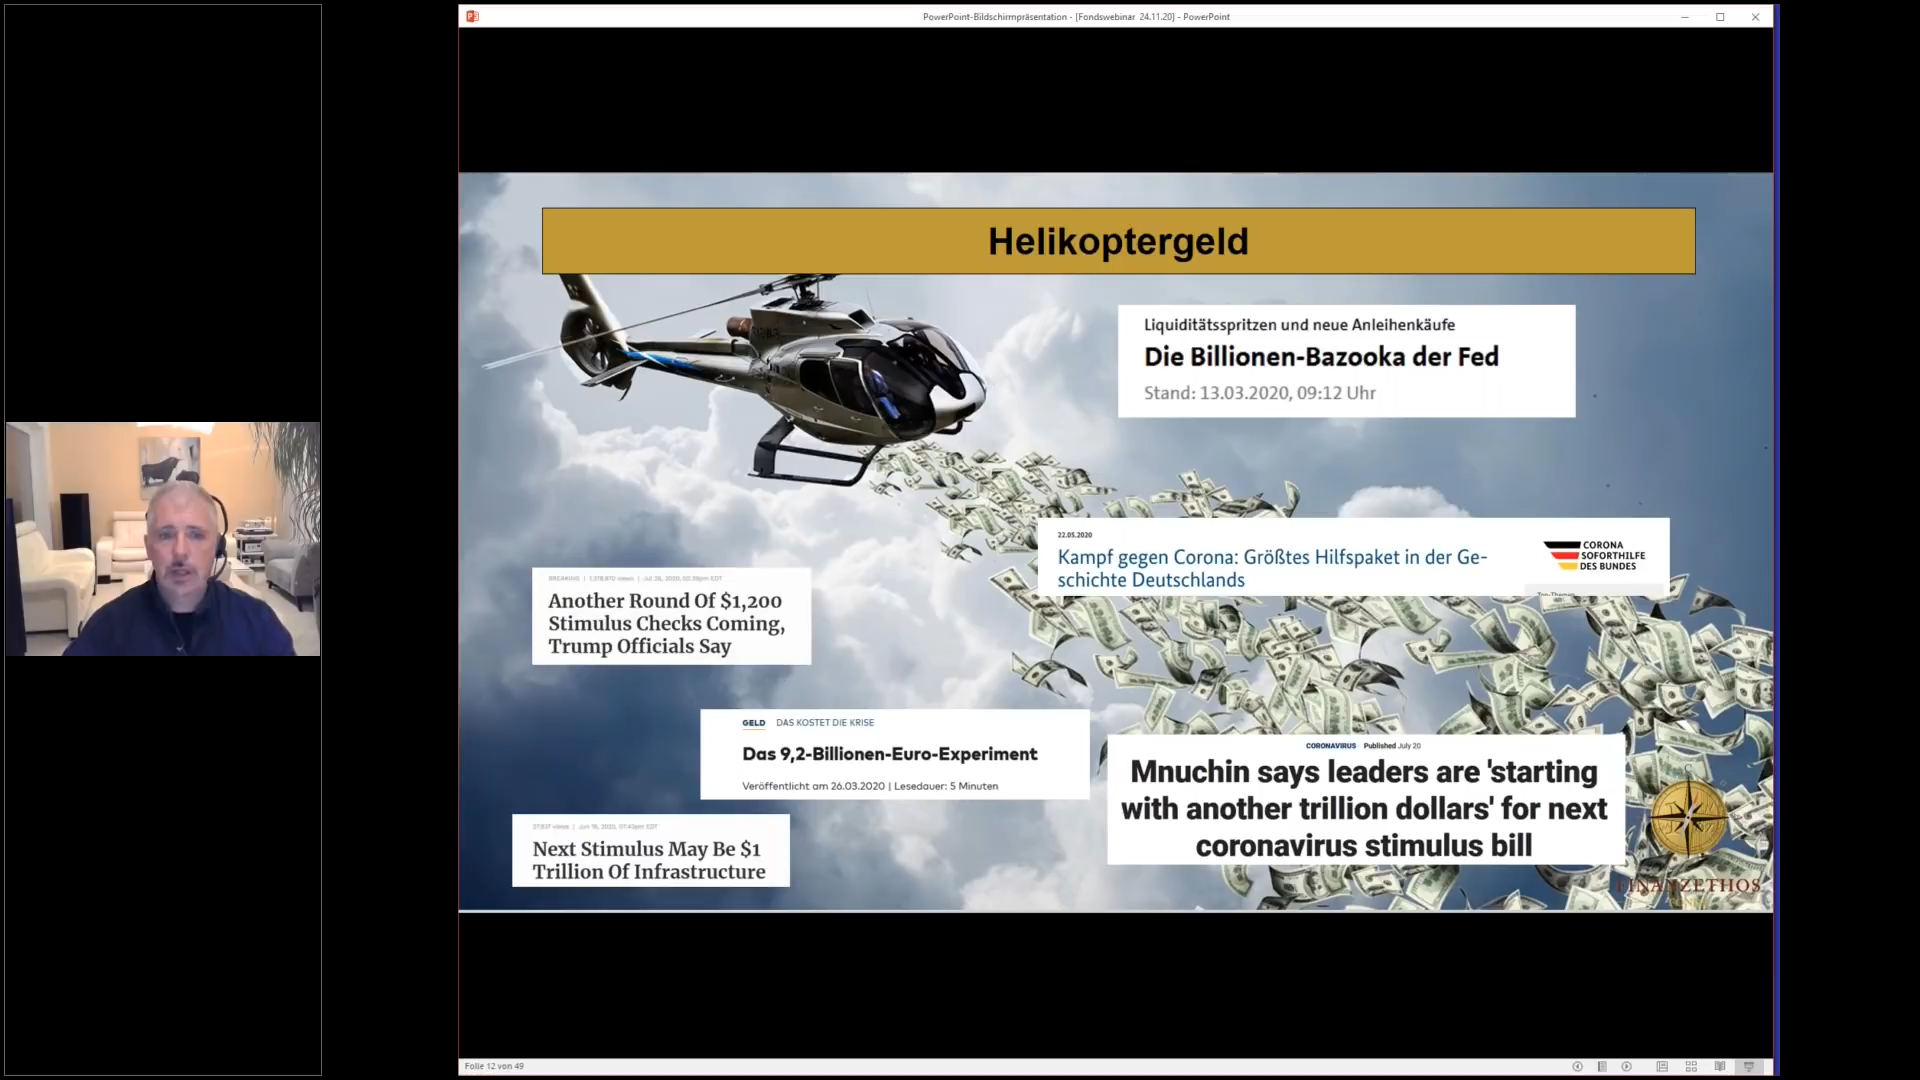 PowerPoint-Bildschirmpräsentation - [Fondswebinar 24.11.20] - PowerPoint
Helikoptergeld
Liquiditätsspritzen und neue Anleihenkäufe
Die Billionen-Bazooka der Fed
Stand: 13.03.2020, 09:12 Uhr
22.05.2020
Kampf gegen Corona: Größtes Hilfspaket in der Ge-
schichte Deutschlands
CORONA
SOFORTHILFE
DES BUNDES
Another Round Of $1,200
Stimulus Checks Coming,
Trump Officials Say
GELD DAS KOSTET DIE KRISE
Das 9,2-Billionen-Euro-Experiment
Veröffentlicht am 26.03.2020 | Lesedauer: 5 Minuten
CORONAVIRUS · Published July 20
Mnuchin says leaders are 'starting
with another trillion dollars' for next
coronavirus stimulus bill
Next Stimulus May Be $1
Trillion Of Infrastructure
FINANZETHOS
Folie 12 von 49